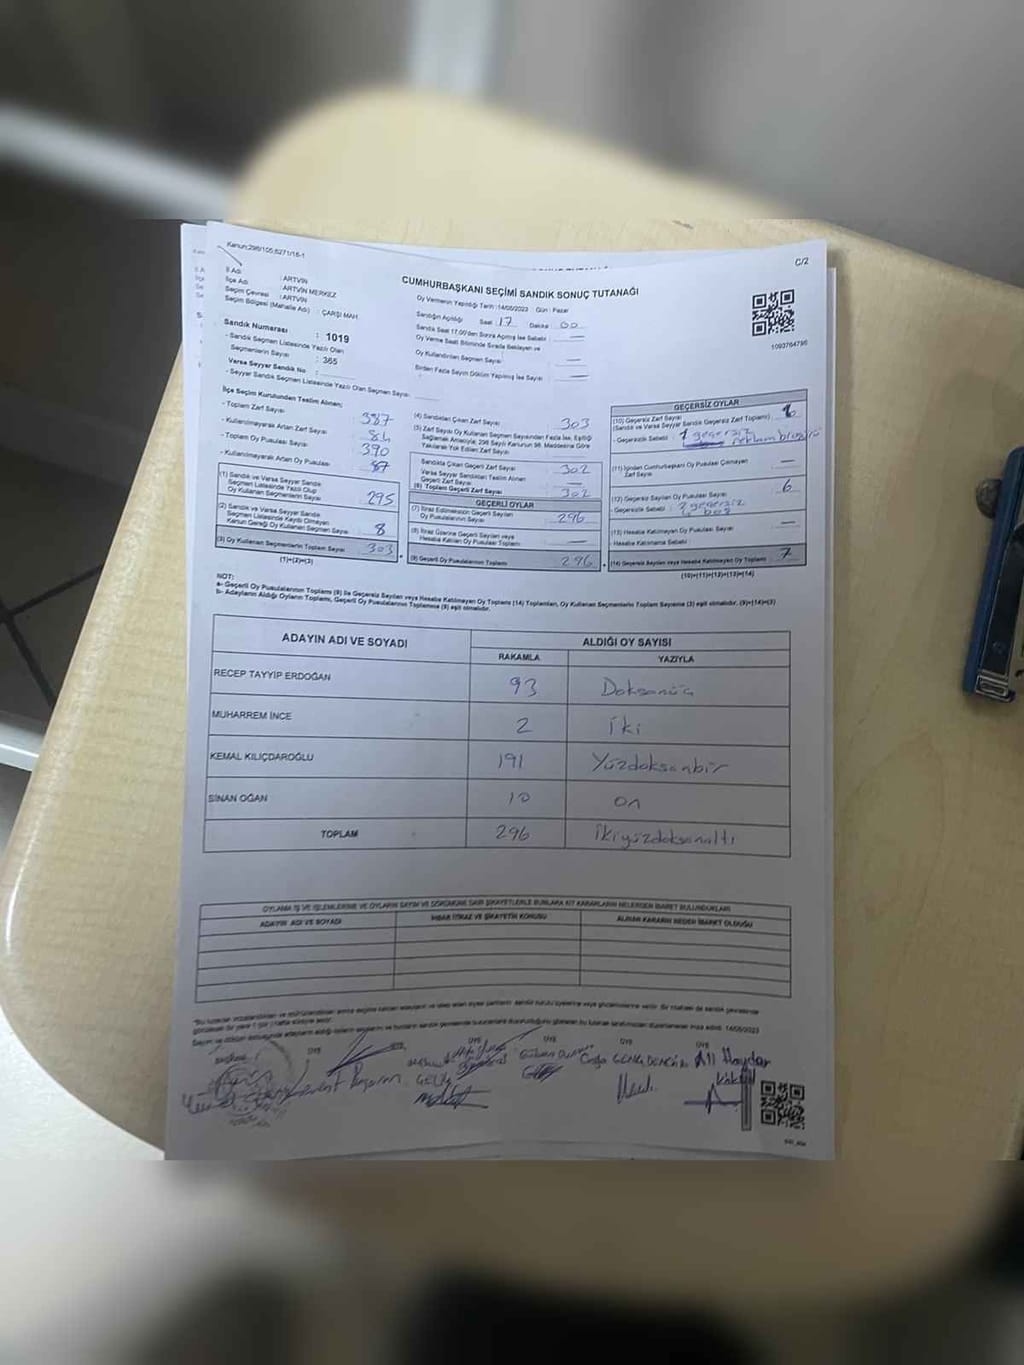 Kanun:298/105;6271/16-1
C/2
CUMHURBAŞKANI SEÇİMİ SANDIK SONUÇ TUTANAĞI
İl Adı : ARTVİN
İlçe Adı : ARTVİN MERKEZ
Seçim Çevresi : ARTVİN
Seçim Bölgesi (Mahalle Adı) : ÇARŞI MAH.
Sandık Numarası : 1019
- Sandık Seçmen Listesinde Yazılı Olan
Seçmenlerin Sayısı : 365
Varsa Seyyar Sandık No :
- Seyyar Sandık Seçmen Listesinde Yazılı Olan Seçmen Sayısı
Oy Vermenin Yapıldığı Tarih :14/05/2023 Gün : Pazar
Sandığın Açıldığı Saat 17 Dakika 00
Sandık Saat 17:00'den Sonra Açılmış İse Sebebi —
Oy Verme Saati Bitiminde Sırada Bekleyen ve
Oy Kullandırılan Seçmen Sayısı —
Birden Fazla Sayım Döküm Yapılmış İse Sayısı —
1093764796
İlçe Seçim Kurulundan Teslim Alınan;
- Toplam Zarf Sayısı 387
- Kullanılmayarak Artan Zarf Sayısı 84
- Toplam Oy Pusulası Sayısı 390
- Kullanılmayarak Artan Oy Pusulası 87
(1) Sandık ve Varsa Seyyar Sandık
Seçmen Listesinde Yazılı Olup
Oy Kullanan Seçmenlerin Sayısı 295
(2) Sandık ve Varsa Seyyar Sandık
Seçmen Listesinde Kaydı Olmayan
Kanun Gereği Oy Kullanan Seçmen Sayısı 8
(3) Oy Kullanan Seçmenlerin Toplam Sayısı 303
(1)+(2)=(3)
(4) Sandıktan Çıkan Zarf Sayısı 303
(5) Zarf Sayısı Oy Kullanan Seçmen Sayısından Fazla İse, Eşitliği
Sağlamak Amacıyla; 298 Sayılı Kanunun 98. Maddesine Göre
Yakılarak Yok Edilen Zarf Sayısı
Sandıkta Çıkan Geçerli Zarf Sayısı 302
Varsa Seyyar Sandıktan Teslim Alınan
Geçerli Zarf Sayısı —
(6) Toplam Geçerli Zarf Sayısı 302
GEÇERLİ OYLAR
(7) İtiraz Edilmeksizin Geçerli Sayılan
Oy Pusulalarının Sayısı 296
(8) İtiraz Üzerine Geçerli Sayılan veya
Hesaba Katılan Oy Pusulası Toplamı —
(9) Geçerli Oy Pusulalarının Toplamı 296
GEÇERSİZ OYLAR
(10) Geçersiz Zarf Sayısı
(Sandık ve Varsa Seyyar Sandık Geçersiz Zarf Toplamı)
- Geçersizlik Sebebi : 1 geçersiz
reklam broşürü
(11) İçinden Cumhurbaşkanı Oy Pusulası Çıkmayan
Zarf Sayısı —
(12) Geçersiz Sayılan Oy Pusulası Sayısı 6
- Geçersizlik Sebebi : geçersiz
boş
(13) Hesaba Katılmayan Oy Pusulası Sayısı —
- Hesaba Katılmama Sebebi :
(14) Geçersiz Sayılan veya Hesaba Katılmayan Oy Toplamı 7
(10)+(11)+(12)+(13)=(14)
NOT:
a- Geçerli Oy Pusulalarının Toplamı (9) ile Geçersiz Sayılan veya Hesaba Katılmayan Oy Toplamı (14) Toplamları, Oy Kullanan Seçmenlerin Toplam Sayısına (3) eşit olmalıdır. (9)+(14)=(3)
b- Adayların Aldığı Oyların Toplamı, Geçerli Oy Pusulalarının Toplamına (9) eşit olmalıdır.
ADAYIN ADI VE SOYADI ALDIĞI OY SAYISI
RAKAMLA YAZIYLA
RECEP TAYYİP ERDOĞAN 93 Doksanüç
MUHARREM İNCE 2 İki
KEMAL KILIÇDAROĞLU 191 Yüzdoksanbir
SİNAN OĞAN 10 On
TOPLAM 296 İkiyüzdoksanaltı
OYLAMA İŞ VE İŞLEMLERİNE VE OYLARIN SAYIM VE DÖKÜMÜNE DAİR ŞİKAYETLERLE BUNLARA AİT KARARLARIN NELERDEN İBARET BULUNDUKLARI
ADAYIN ADI VE SOYADI İHBAR İTİRAZ VE ŞİKAYETİN KONUSU ALINAN KARARIN NEDEN İBARET OLDUĞU
14/05/2023
BAŞKAN ÜYE ÜYE ÜYE ÜYE ÜYE
Ali Haydar